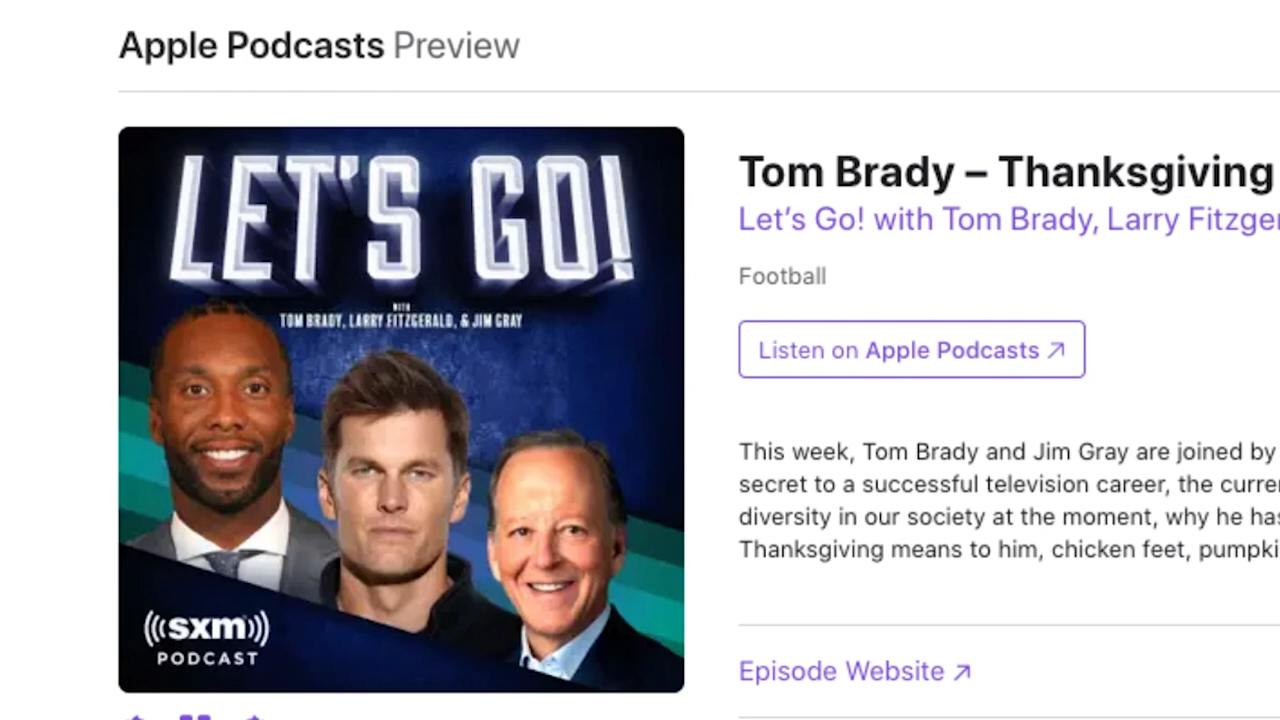 Apple Podcasts Preview
LET'S GO!
WITH
TOM BRADY, LARRY FITZGERALD, & JIM GRAY
((sxm))
PODCAST
Tom Brady – Thanksgiving
Let's Go! with Tom Brady, Larry Fitzge
Football
Listen on Apple Podcasts ↗
This week, Tom Brady and Jim Gray are joined by
secret to a successful television career, the curre
diversity in our society at the moment, why he has
Thanksgiving means to him, chicken feet, pumpki
Episode Website ↗